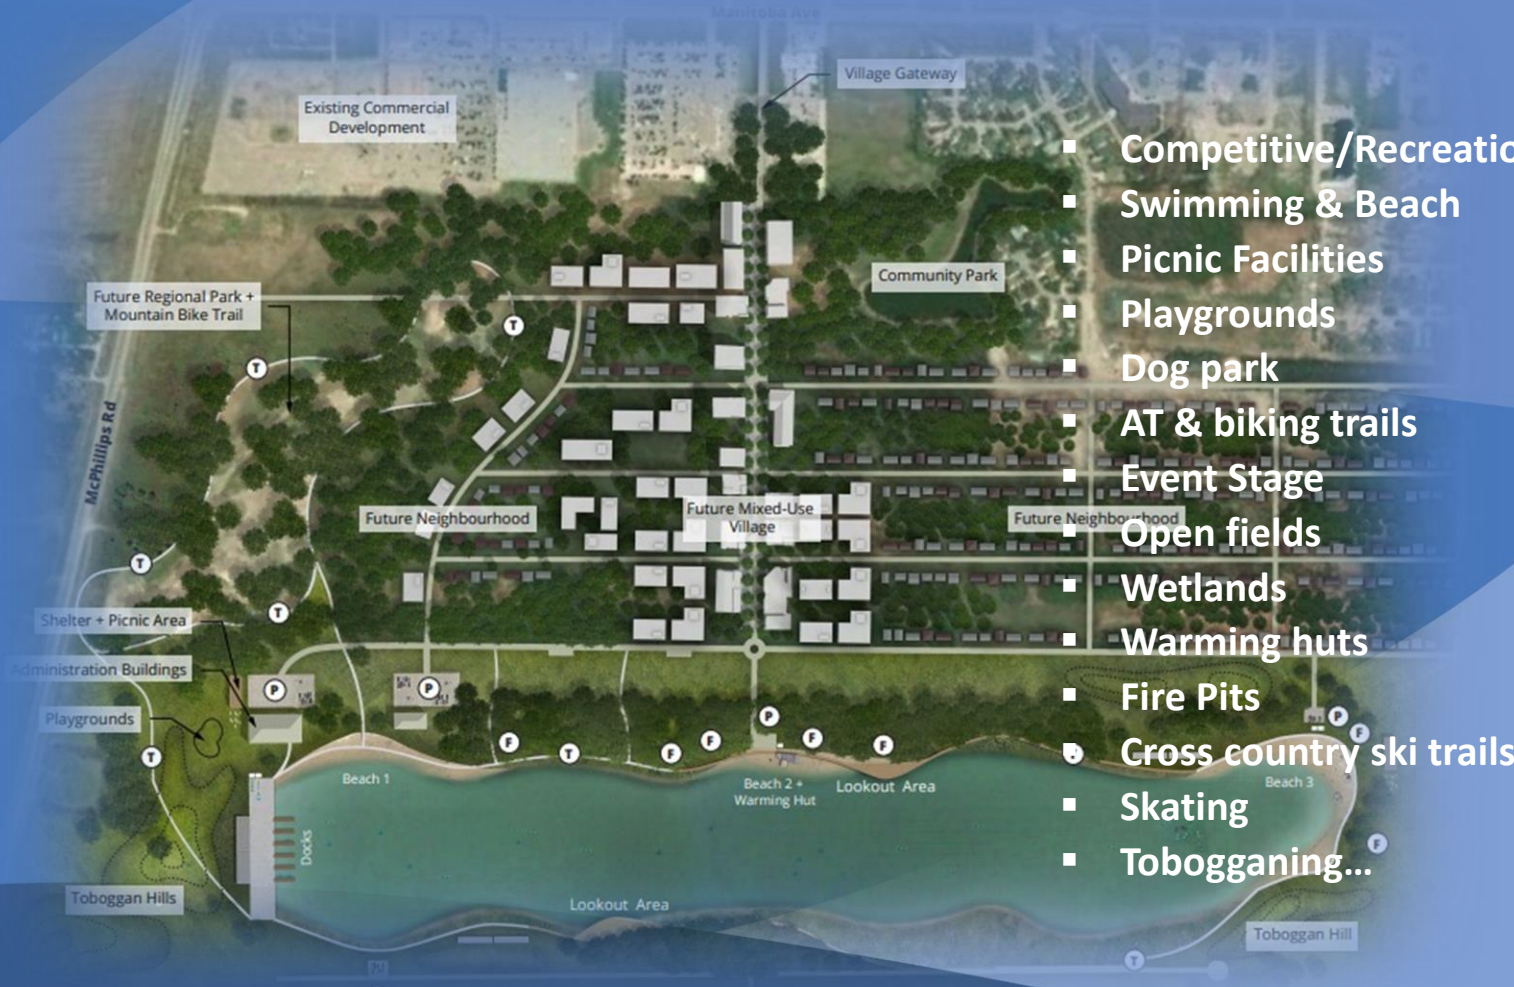 Manitoba Ave
Village Gateway
Existing Commercial
Development
Community Park
Future Regional Park +
Mountain Bike Trail
McPhillips Rd
Future Neighbourhood
Future Mixed-Use
Village
Future Neighbourhood
Shelter + Picnic Area
Administration Buildings
Playgrounds
Beach 1
Beach 2 +
Warming Hut
Lookout Area
Beach 3
Docks
Toboggan Hills
Lookout Area
Toboggan Hill
T
T
T
T
P
P
P
P
F
F
T
F
F
F
F
T
F
T
▪ Competitive/Recreatio
▪ Swimming & Beach
▪ Picnic Facilities
▪ Playgrounds
▪ Dog park
▪ AT & biking trails
▪ Event Stage
▪ Open fields
▪ Wetlands
▪ Warming huts
▪ Fire Pits
▪ Cross country ski trails
▪ Skating
▪ Tobogganing...